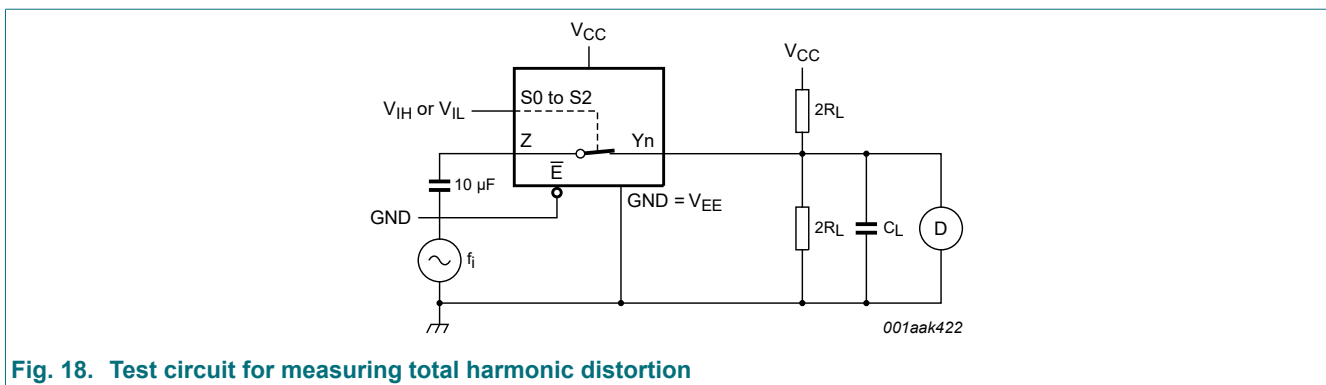 VCC
VCC
S0 to S2
2RL
VIH or VIL
Z
Yn
E̅
10 µF
GND = VEE
GND
2RL
CL
D
fi
001aak422
Fig. 18. Test circuit for measuring total harmonic distortion